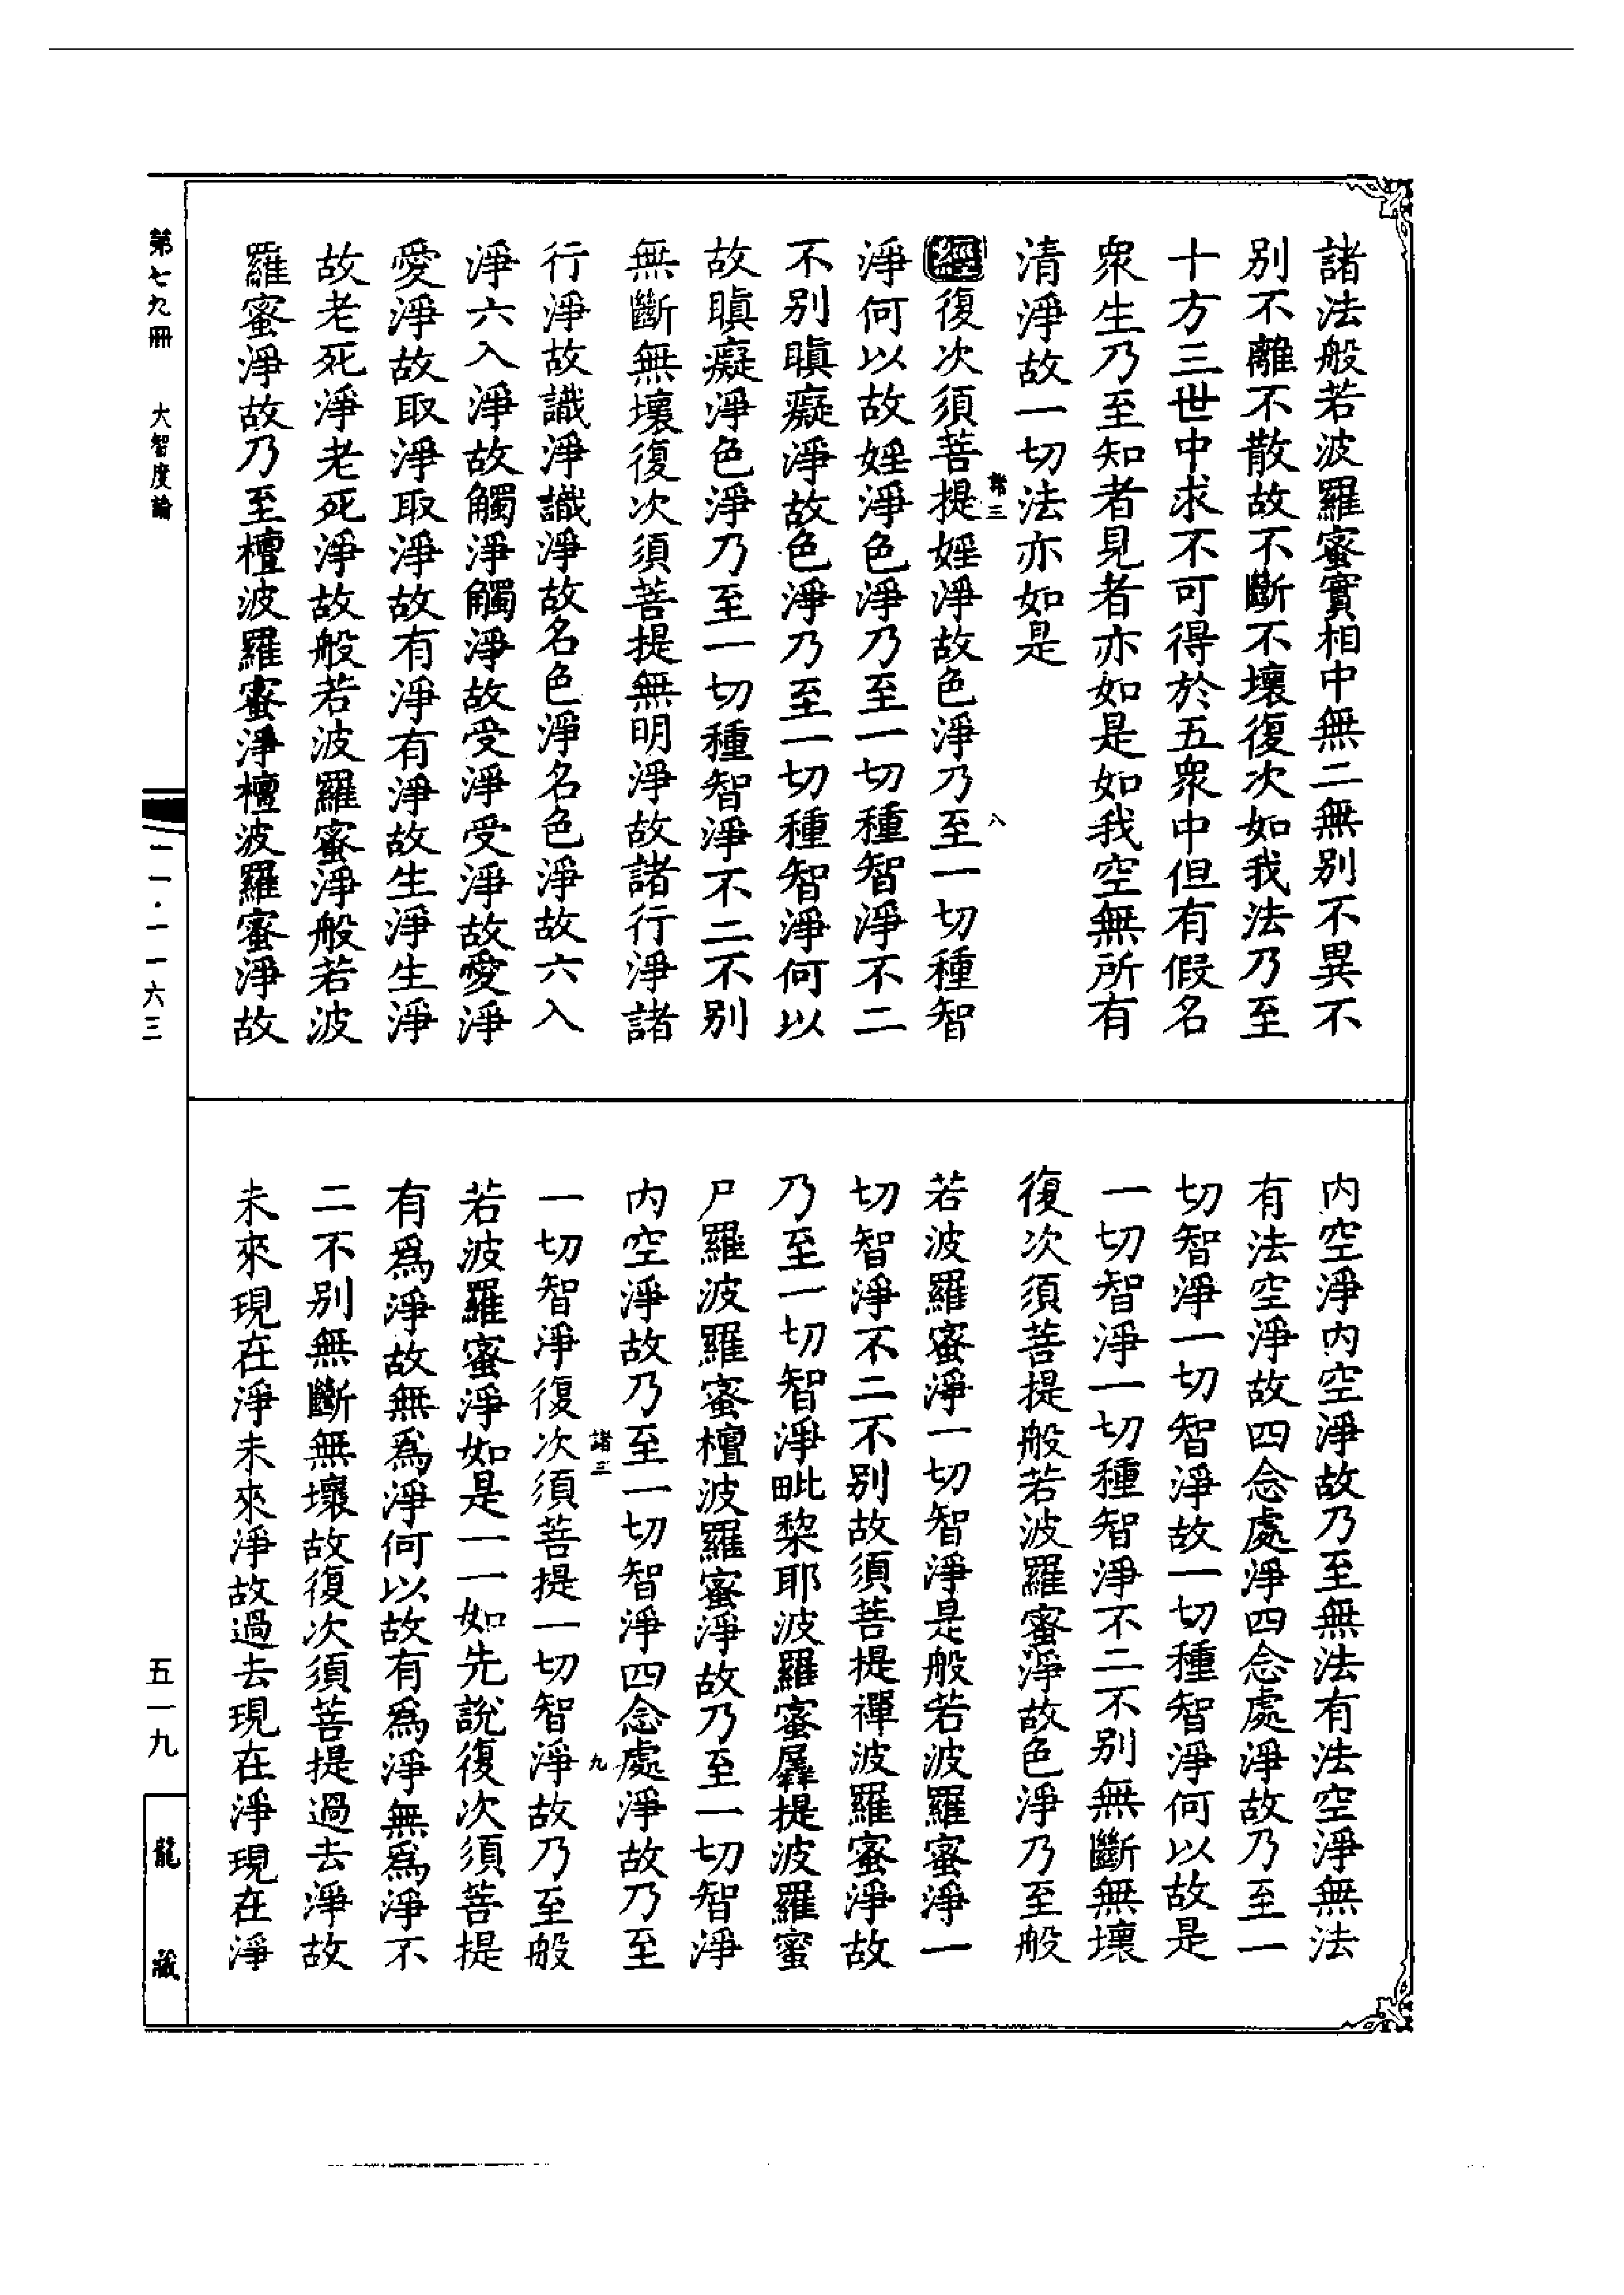 諸法般若波羅蜜實相中無二無別不異不
別不離不散故不斷不壞復次如我法乃至
十方三世中求不可得於五衆中但有假名
衆生乃至知者見者亦如是如我空無所有
清淨故一切法亦如是
諸三 八
經復次須菩提婬淨故色淨乃至一切種智
淨何以故婬淨色淨乃至一切種智淨不二
不別瞋癡淨故色淨乃至一切種智淨何以
故瞋癡淨色淨乃至一切種智淨不二不別
無斷無壞復次須菩提無明淨故諸行淨諸
行淨故識淨識淨故名色淨名色淨故六入
淨六入淨故觸淨觸淨故受淨受淨故愛淨
愛淨故取淨取淨故有淨有淨故生淨生淨
故老死淨老死淨故般若波羅蜜淨般若波
羅蜜淨故乃至檀波羅蜜淨檀波羅蜜淨故
內空淨內空淨故乃至無法有法空淨無法
有法空淨故四念處淨四念處淨故乃至一
切智淨一切智淨故一切種智淨何以故是
一切智淨一切種智淨不二不別無斷無壞
復次須菩提般若波羅蜜淨故色淨乃至般
若波羅蜜淨一切智淨是般若波羅蜜淨一
切智淨不二不別故須菩提禪波羅蜜淨故
乃至一切智淨毗棃耶波羅蜜羼提波羅蜜
尸羅波羅蜜檀波羅蜜淨故乃至一切智淨
內空淨故乃至一切智淨四念處淨故乃至
諸三 九
一切智淨復次須菩提一切智淨故乃至般
若波羅蜜淨如是一一如先說復次須菩提
有爲淨故無爲淨何以故有爲淨無爲淨不
二不別無斷無壞故復次須菩提過去淨故
未來現在淨未來淨故過去現在淨現在淨
第七九冊 大智度論
二一·一一六三
五一九
龍藏